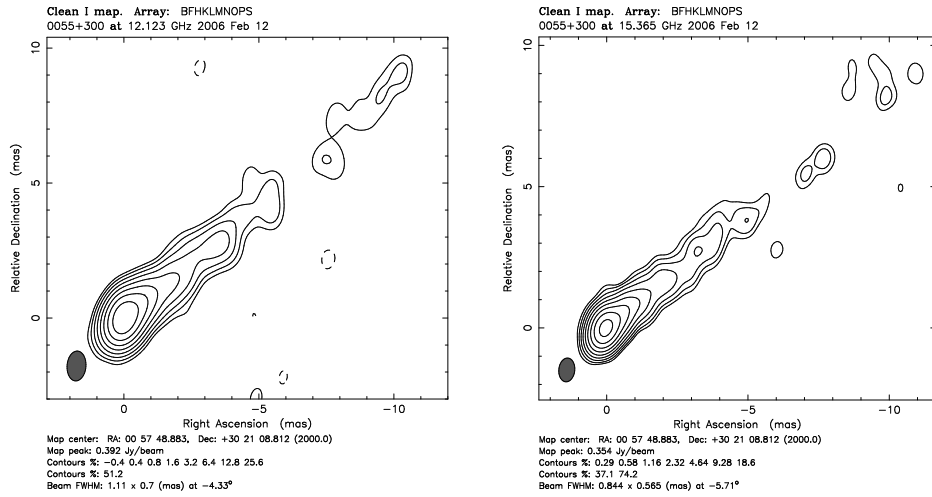 Clean I map. Array: BFHKLMNOPS
0055+300 at 12.123 GHz 2006 Feb 12
10
5
0
Relative Declination (mas)
0 −5 −10
Right Ascension (mas)
Map center: RA: 00 57 48.883, Dec: +30 21 08.812 (2000.0)
Map peak: 0.392 Jy/beam
Contours %: −0.4 0.4 0.8 1.6 3.2 6.4 12.8 25.6
Contours %: 51.2
Beam FWHM: 1.11 x 0.7 (mas) at −4.33°
Clean I map. Array: BFHKLMNOPS
0055+300 at 15.365 GHz 2006 Feb 12
10
5
0
Relative Declination (mas)
0 −5 −10
Right Ascension (mas)
Map center: RA: 00 57 48.883, Dec: +30 21 08.812 (2000.0)
Map peak: 0.354 Jy/beam
Contours %: 0.29 0.58 1.16 2.32 4.64 9.28 18.6
Contours %: 37.1 74.2
Beam FWHM: 0.844 x 0.565 (mas) at −5.71°